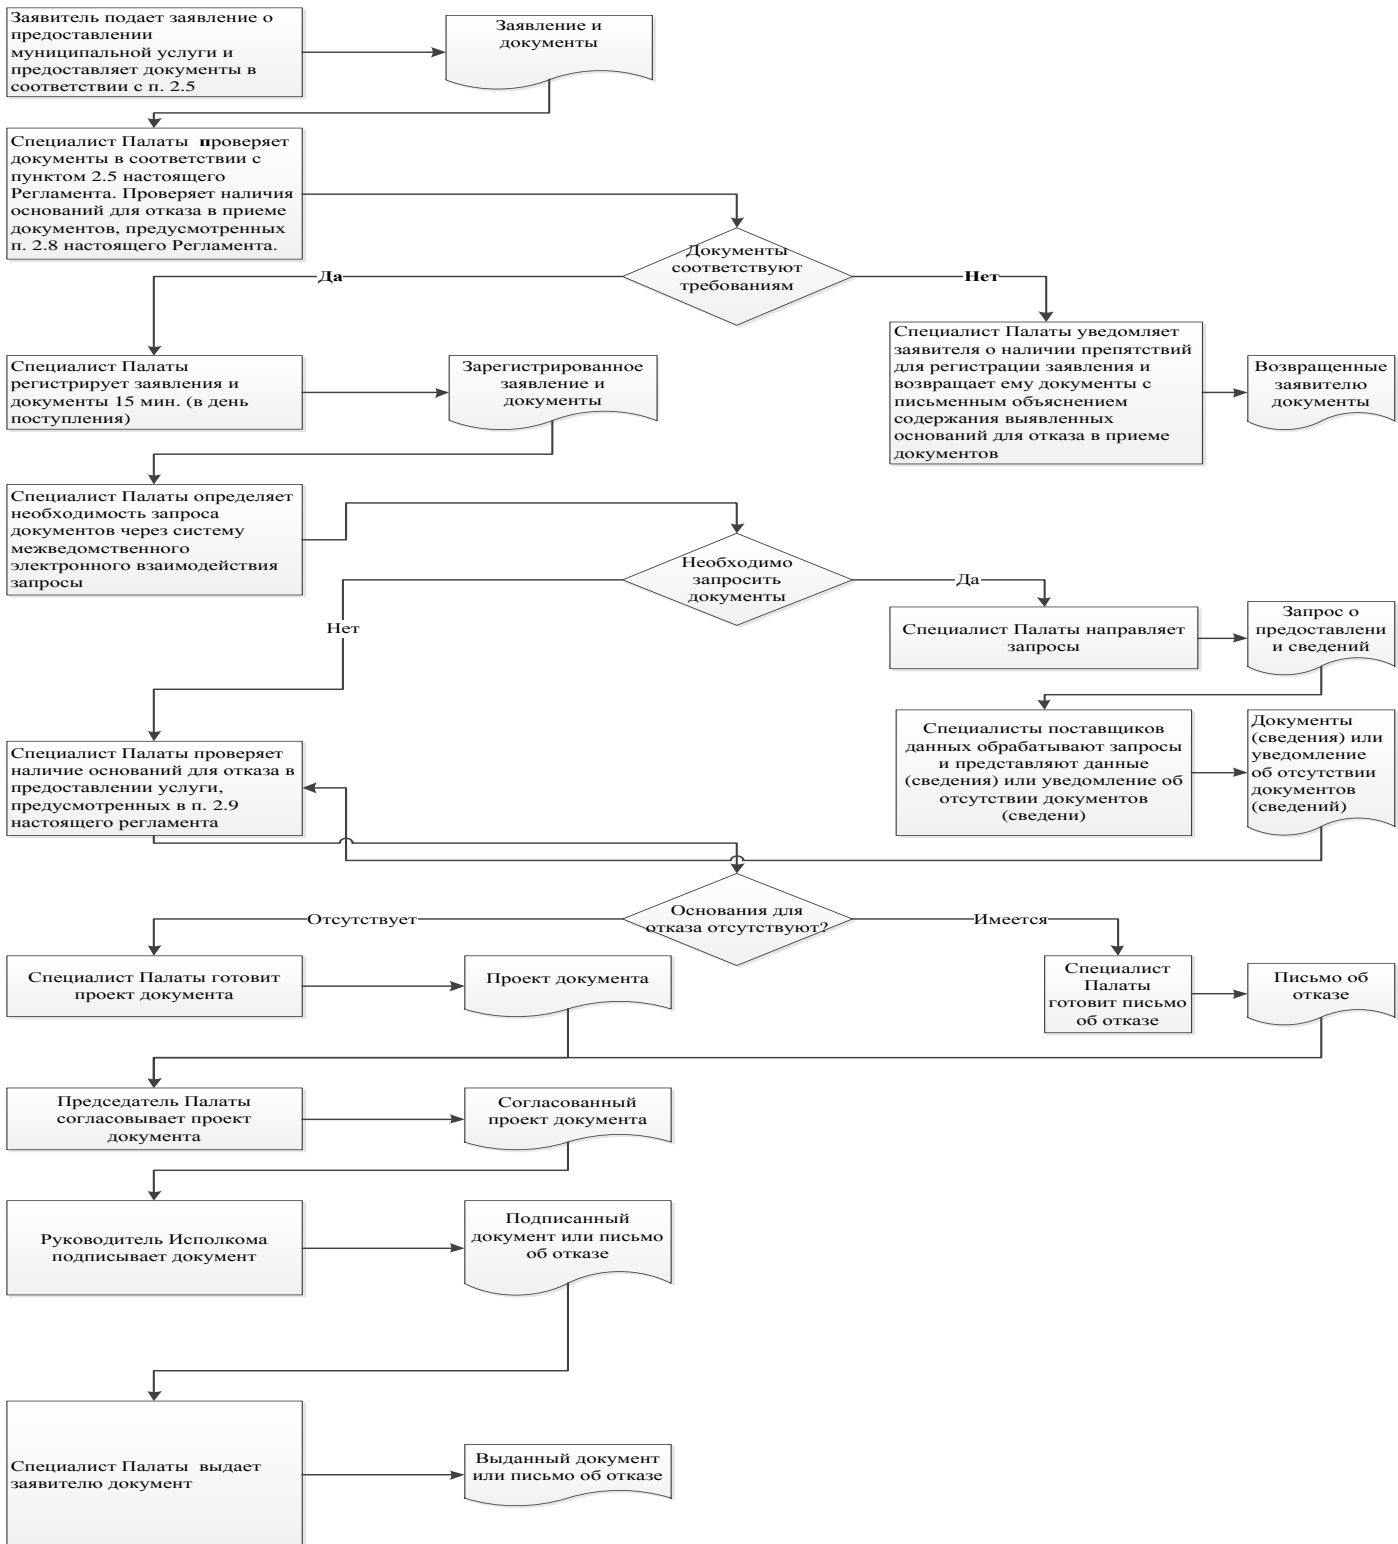 Заявитель подает заявление о
предоставлении
муниципальной услуги и
предоставляет документы в
соответствии с п. 2.5
Заявление и
документы
Специалист Палаты проверяет
документы в соответствии с
пунктом 2.5 настоящего
Регламента. Проверяет наличия
оснований для отказа в приеме
документов, предусмотренных
п. 2.8 настоящего Регламента.
Документы
соответствуют
требованиям
Да
Нет
Специалист Палаты
регистрирует заявления и
документы 15 мин. (в день
поступления)
Зарегистрированное
заявление и
документы
Специалист Палаты уведомляет
заявителя о наличии препятствий
для регистрации заявления и
возвращает ему документы с
письменным объяснением
содержания выявленных
оснований для отказа в приеме
документов
Возвращенные
заявителю
документы
Специалист Палаты определяет
необходимость запроса
документов через систему
межведомственного
электронного взаимодействия
запросы
Необходимо
запросить
документы
Да
Нет
Специалист Палаты направляет
запросы
Запрос о
предоставлени
и сведений
Специалисты поставщиков
данных обрабатывают запросы
и представляют данные
(сведения) или уведомление об
отсутствии документов
(сведени)
Документы
(сведения) или
уведомление
об отсутствии
документов
(сведений)
Специалист Палаты проверяет
наличие оснований для отказа в
предоставлении услуги,
предусмотренных в п. 2.9
настоящего регламента
Основания для
отказа отсутствуют?
Отсутствует
Имеется
Специалист Палаты готовит
проект документа
Проект документа
Специалист
Палаты
готовит письмо
об отказе
Письмо об
отказе
Председатель Палаты
согласовывает проект
документа
Согласованный
проект документа
Руководитель Исполкома
подписывает документ
Подписанный
документ или письмо
об отказе
Специалист Палаты выдает
заявителю документ
Выданный документ
или письмо об отказе